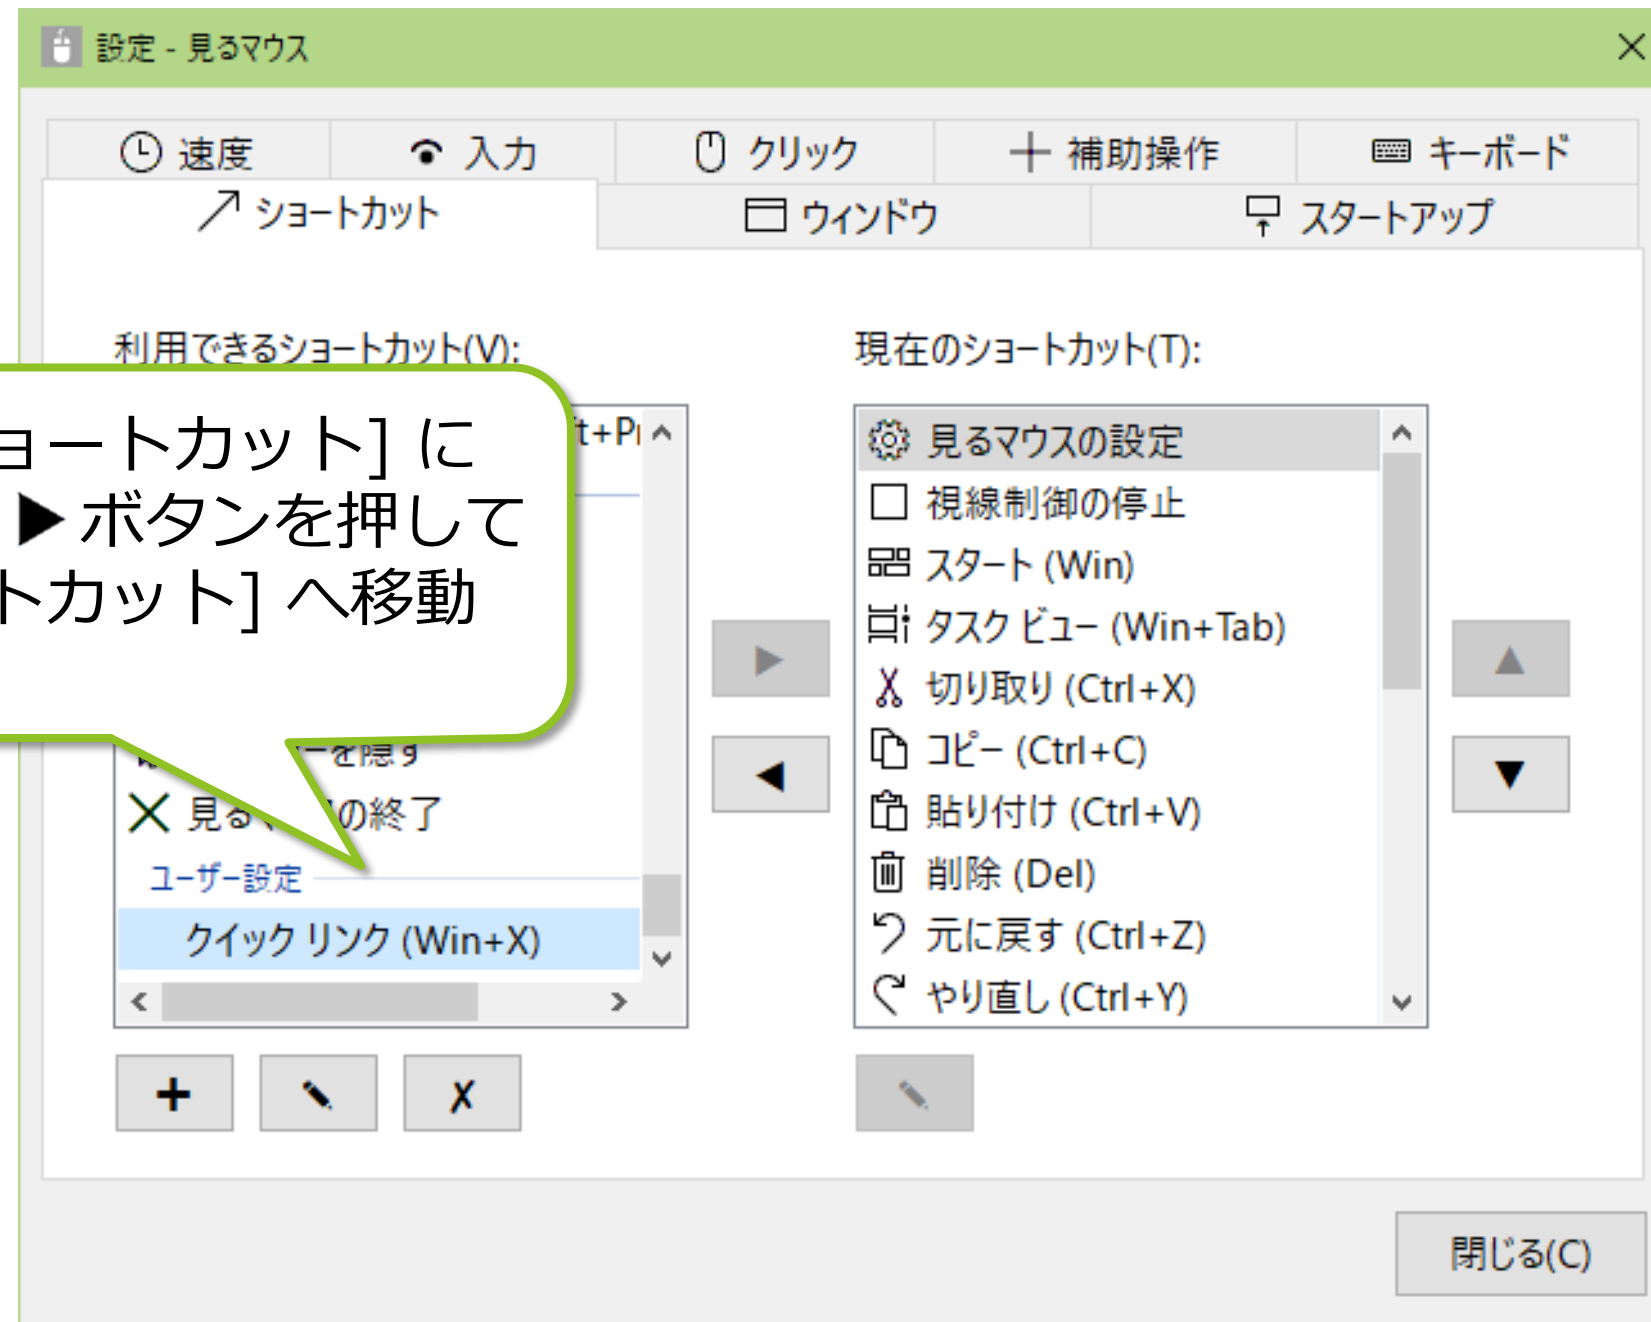 設定 - 見るマウス
速度
入力
クリック
補助操作
キーボード
ショートカット
ウィンドウ
スタートアップ
利用できるショートカット(V):
現在のショートカット(T):
ョートカット] に
▶ ボタンを押して
トカット] へ移動
を隠す
見る
の終了
ユーザー設定
クイック リンク (Win+X)
見るマウスの設定
視線制御の停止
スタート (Win)
タスク ビュー (Win+Tab)
切り取り (Ctrl+X)
コピー (Ctrl+C)
貼り付け (Ctrl+V)
削除 (Del)
元に戻す (Ctrl+Z)
やり直し (Ctrl+Y)
閉じる(C)